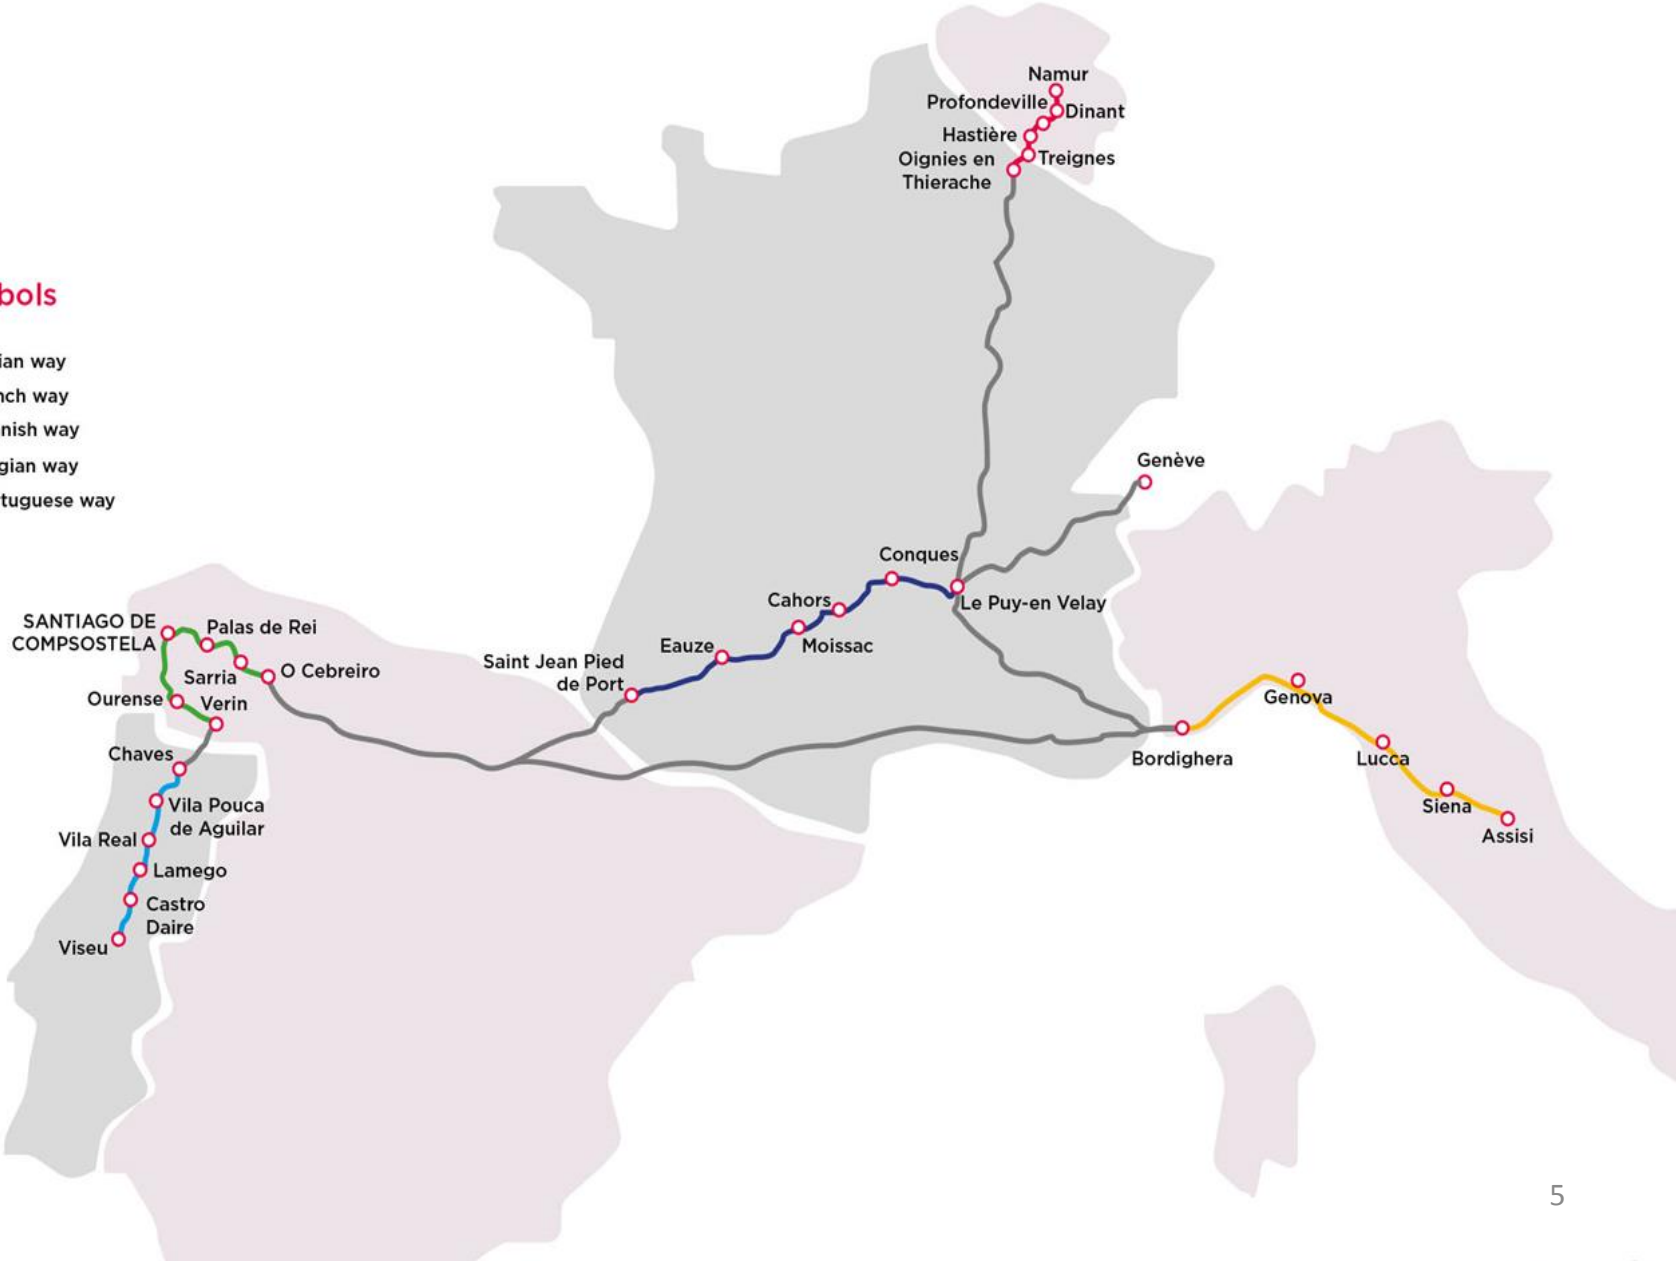 Namur
Profondeville
Dinant
Hastière
Oignies en
Thierache
Treignes
bols
ian way
nch way
nish way
gian way
tuguese way
Genève
Conques
Le Puy-en Velay
Cahors
Moissac
Eauze
Saint Jean Pied
de Port
SANTIAGO DE
COMPSOSTELA
Palas de Rei
Sarria
O Cebreiro
Ourense
Verin
Chaves
Vila Pouca
de Aguilar
Vila Real
Lamego
Castro
Daire
Viseu
Bordighera
Genova
Lucca
Siena
Assisi
5